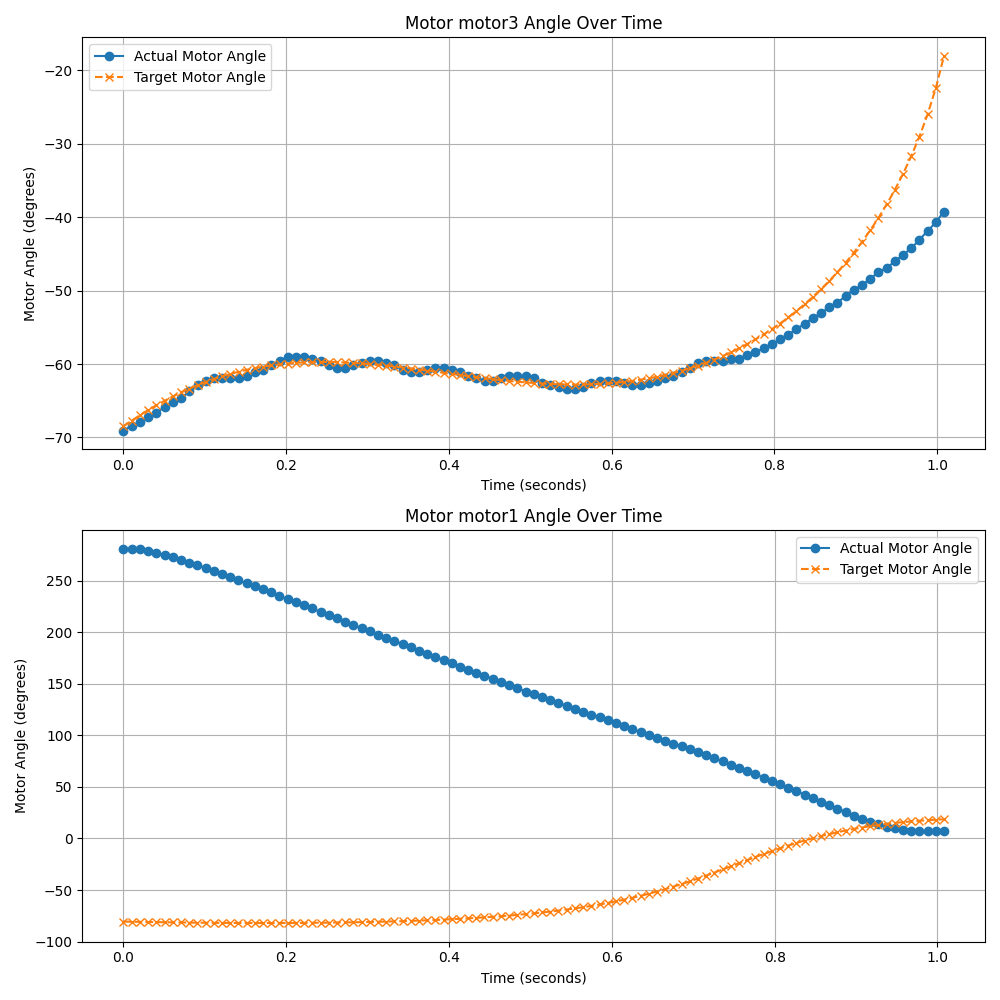 Motor motor3 Angle Over Time
Actual Motor Angle
Target Motor Angle
Motor Angle (degrees)
−20
−30
−40
−50
−60
−70
0.0 0.2 0.4 0.6 0.8 1.0
Time (seconds)
Motor motor1 Angle Over Time
Actual Motor Angle
Target Motor Angle
Motor Angle (degrees)
250
200
150
100
50
0
−50
−100
0.0 0.2 0.4 0.6 0.8 1.0
Time (seconds)